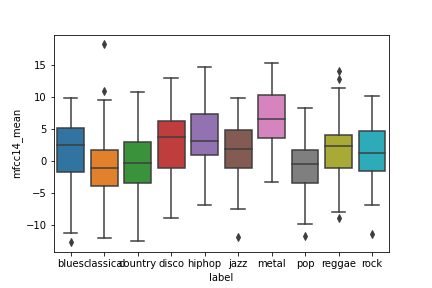 mfcc14_mean
15
10
5
0
−5
−10
blues classical country disco hiphop jazz metal pop reggae rock
label